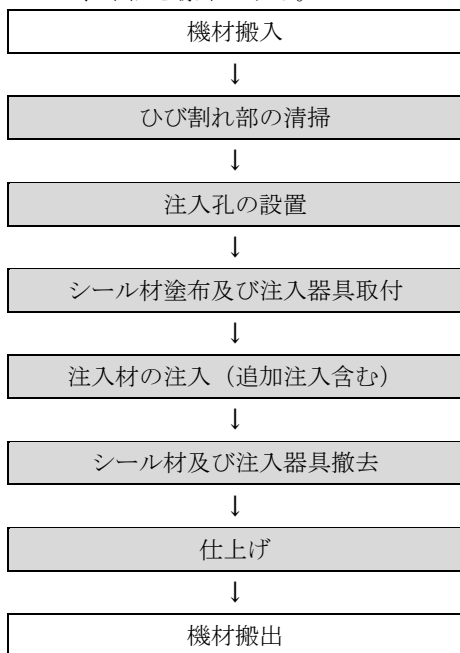 機材搬入
↓
ひび割れ部の清掃
↓
注入孔の設置
↓
シール材塗布及び注入器具取付
↓
注入材の注入（追加注入含む）
↓
シール材及び注入器具撤去
↓
仕上げ
↓
機材搬出